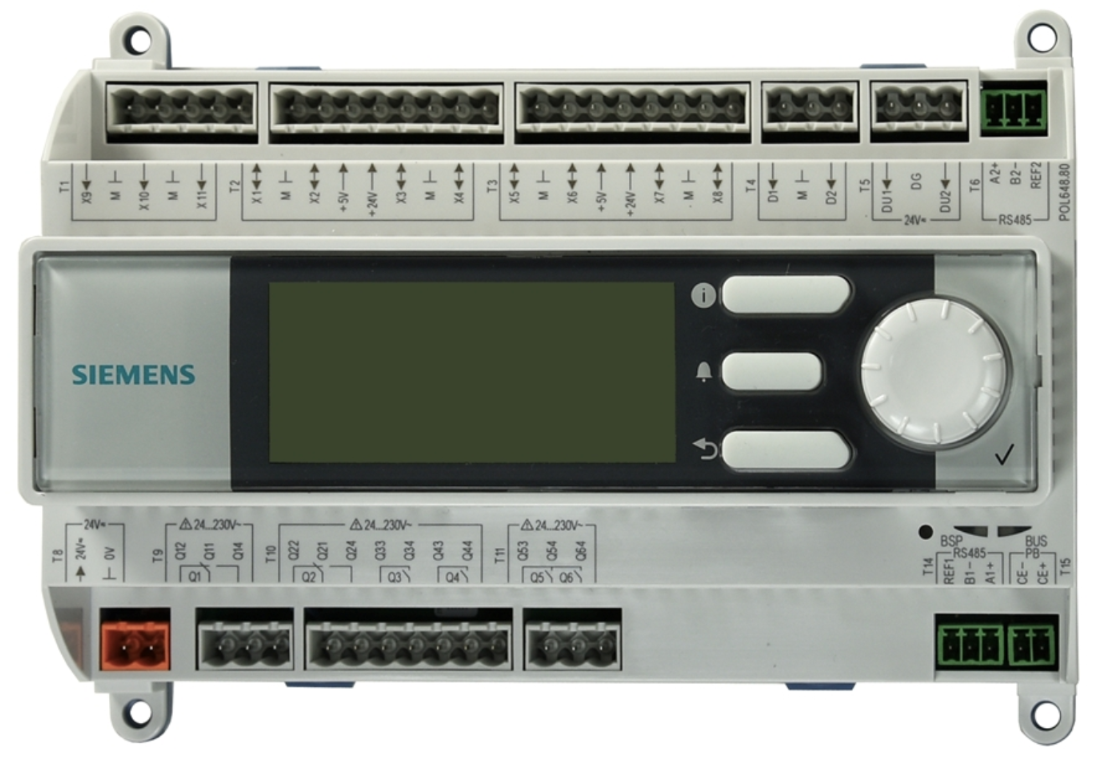 T1 X9 M X10 M X11
T2 X1 M X2 +5V +24V X3 M X4
T3 X5 M X6 +5V +24V X7 M X8
T4 D1 M D2
T5 DU1 DG DU2
24V≂
T6 A2+ B2- REF2
RS485
POL648.80
i
SIEMENS
T8 24V≂
24V≂ 0V
T9 24...230V~
Q12 Q11 Q14
Q1
T10 24...230V~
Q22 Q21 Q24 Q33 Q34 Q43 Q44
Q2 Q3 Q4
T11 24...230V~
Q53 Q54 Q64
Q5 Q6
BSP BUS
T14 RS485
REF1 B1- A1+
PB
CE- CE+
T15